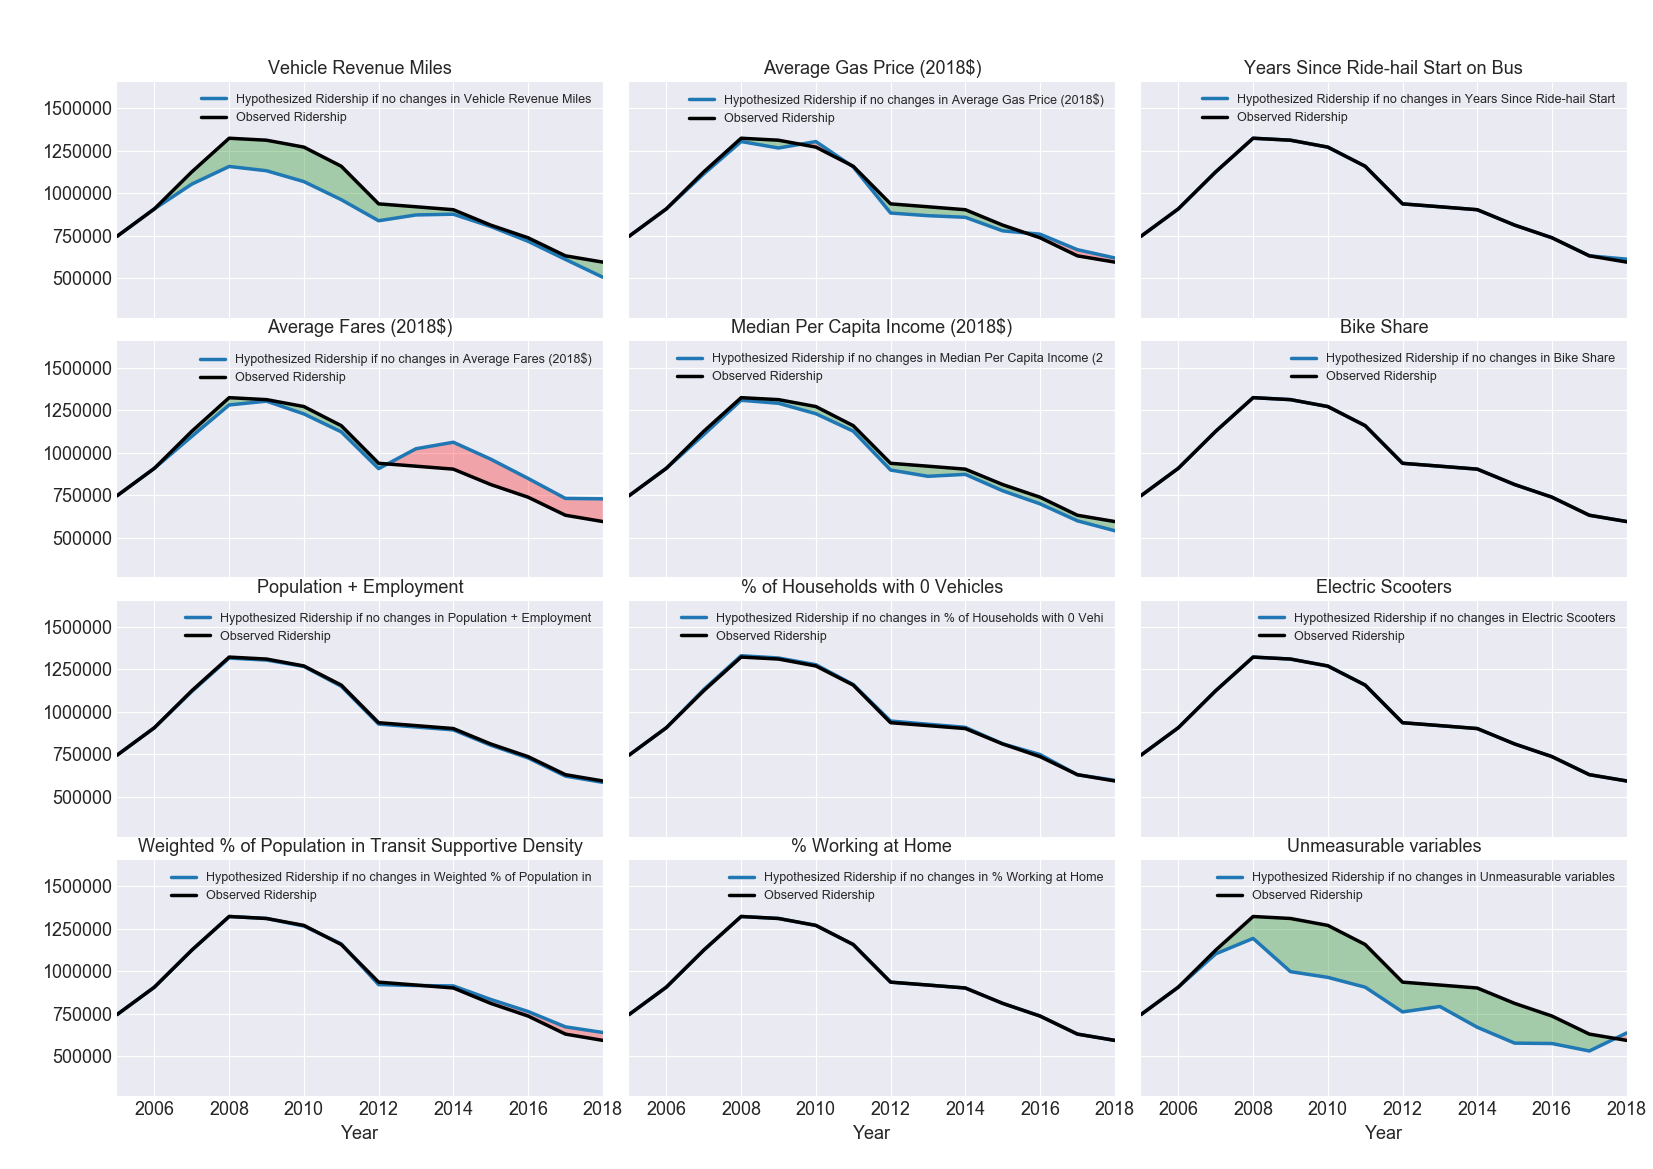 Vehicle Revenue Miles
Hypothesized Ridership if no changes in Vehicle Revenue Miles
Observed Ridership
1500000
1250000
1000000
750000
500000
Average Gas Price (2018$)
Hypothesized Ridership if no changes in Average Gas Price (2018$)
Observed Ridership
Years Since Ride-hail Start on Bus
Hypothesized Ridership if no changes in Years Since Ride-hail Start
Observed Ridership
Average Fares (2018$)
Hypothesized Ridership if no changes in Average Fares (2018$)
Observed Ridership
1500000
1250000
1000000
750000
500000
Median Per Capita Income (2018$)
Hypothesized Ridership if no changes in Median Per Capita Income (2
Observed Ridership
Bike Share
Hypothesized Ridership if no changes in Bike Share
Observed Ridership
Population + Employment
Hypothesized Ridership if no changes in Population + Employment
Observed Ridership
1500000
1250000
1000000
750000
500000
% of Households with 0 Vehicles
Hypothesized Ridership if no changes in % of Households with 0 Vehi
Observed Ridership
Electric Scooters
Hypothesized Ridership if no changes in Electric Scooters
Observed Ridership
Weighted % of Population in Transit Supportive Density
Hypothesized Ridership if no changes in Weighted % of Population in
Observed Ridership
1500000
1250000
1000000
750000
500000
2006 2008 2010 2012 2014 2016 2018
Year
% Working at Home
Hypothesized Ridership if no changes in % Working at Home
Observed Ridership
2006 2008 2010 2012 2014 2016 2018
Year
Unmeasurable variables
Hypothesized Ridership if no changes in Unmeasurable variables
Observed Ridership
2006 2008 2010 2012 2014 2016 2018
Year